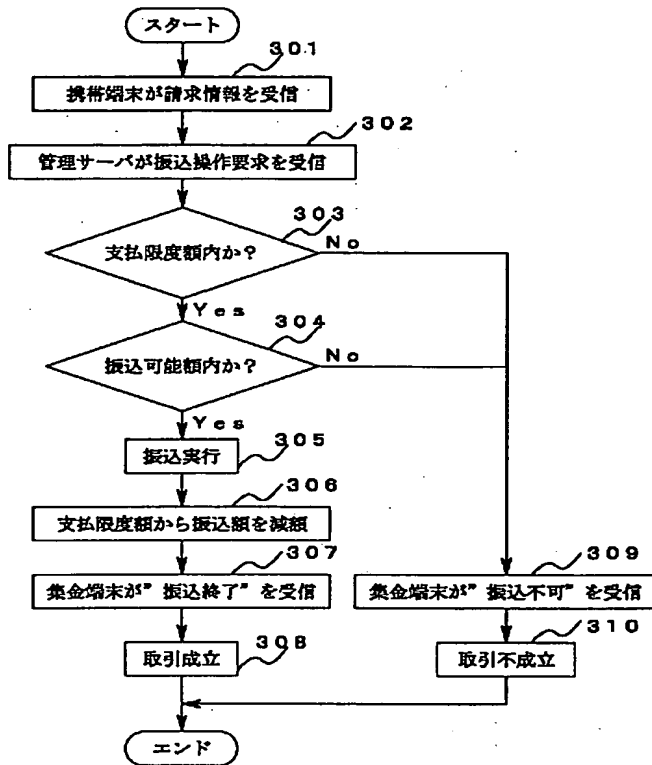 スタート
301
携帯端末が請求情報を受信
302
管理サーバが振込操作要求を受信
303
支払限度額内か？
No
Yes
304
振込可能額内か？
No
Yes
305
振込実行
306
支払限度額から振込額を減額
307
集金端末が”振込終了”を受信
309
集金端末が”振込不可”を受信
308
取引成立
310
取引不成立
エンド